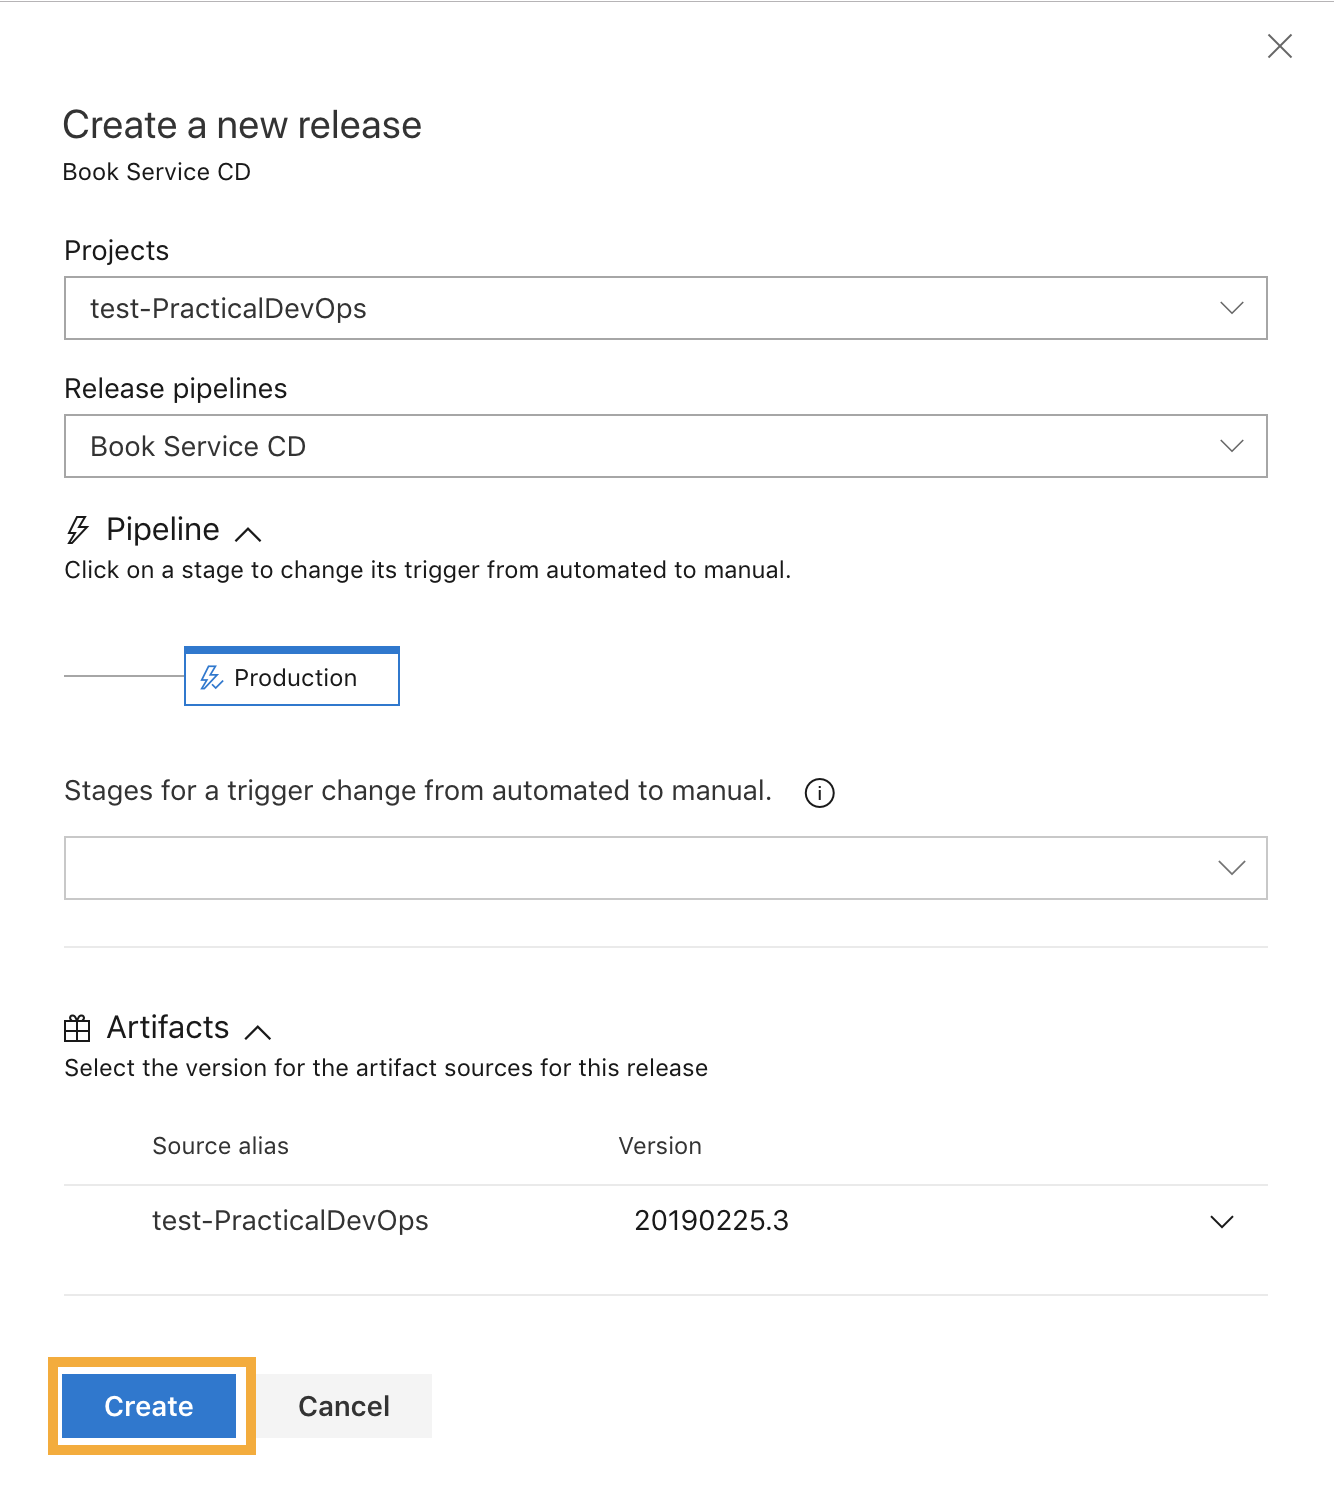 Create a new release
Book Service CD
Projects
test-PracticalDevOps
Release pipelines
Book Service CD
Pipeline
Click on a stage to change its trigger from automated to manual.
Production
Stages for a trigger change from automated to manual.
Artifacts
Select the version for the artifact sources for this release
Source alias Version
test-PracticalDevOps 20190225.3
Create Cancel